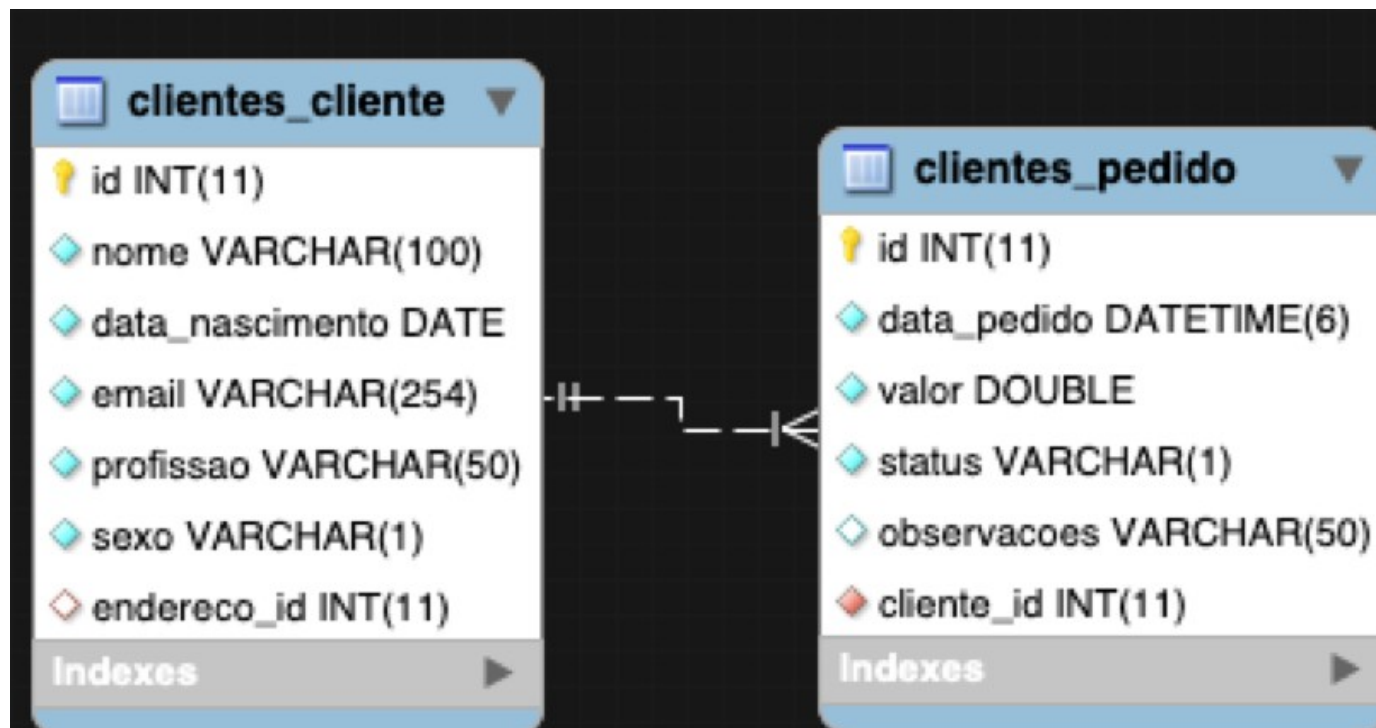 clientes_cliente
id INT(11)
nome VARCHAR(100)
data_nascimento DATE
email VARCHAR(254)
profissao VARCHAR(50)
sexo VARCHAR(1)
endereco_id INT(11)
Indexes
clientes_pedido
id INT(11)
data_pedido DATETIME(6)
valor DOUBLE
status VARCHAR(1)
observacoes VARCHAR(50)
cliente_id INT(11)
Indexes